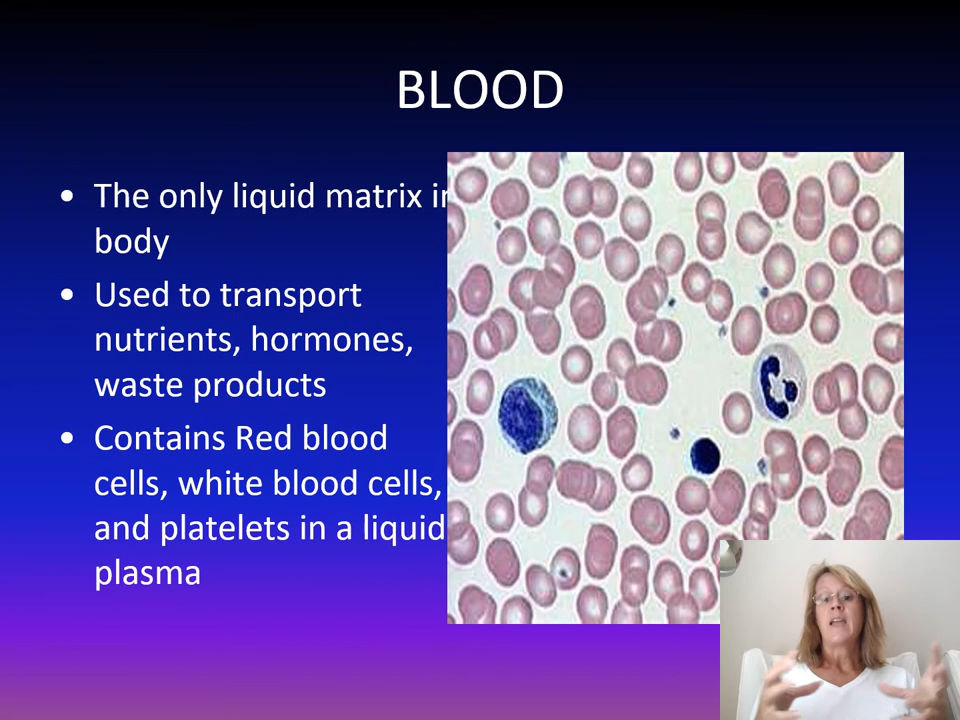 BLOOD
• The only liquid matrix in
body
• Used to transport
nutrients, hormones,
waste products
• Contains Red blood
cells, white blood cells,
and platelets in a liquid
plasma